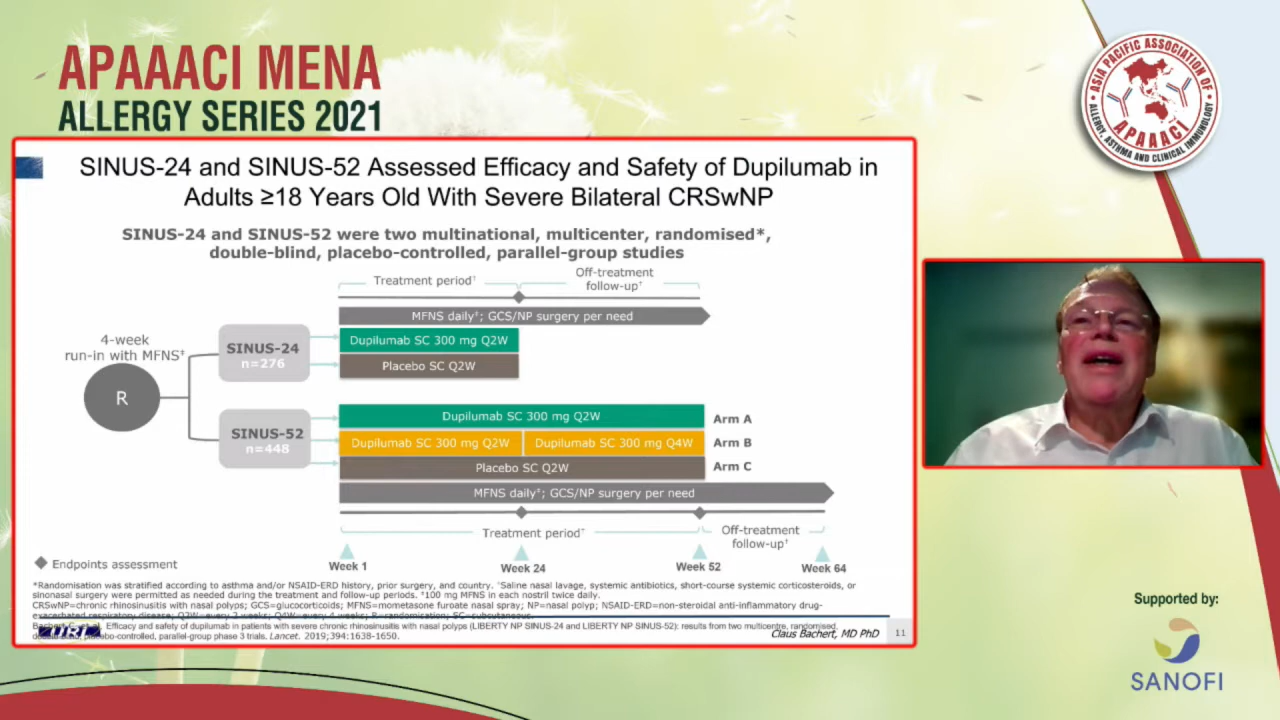 APAAACI MENA
ALLERGY SERIES 2021
ASIA PACIFIC ASSOCIATION OF
ALLERGY, ASTHMA AND CLINICAL IMMUNOLOGY
APAAACI
SINUS-24 and SINUS-52 Assessed Efficacy and Safety of Dupilumab in
Adults ≥18 Years Old With Severe Bilateral CRSwNP
SINUS-24 and SINUS-52 were two multinational, multicenter, randomised*,
double-blind, placebo-controlled, parallel-group studies
Treatment period†
Off-treatment
follow-up†
MFNS daily‡; GCS/NP surgery per need
4-week
run-in with MFNS‡
R
SINUS-24
n=276
Dupilumab SC 300 mg Q2W
Placebo SC Q2W
SINUS-52
n=448
Dupilumab SC 300 mg Q2W
Arm A
Dupilumab SC 300 mg Q2W
Dupilumab SC 300 mg Q4W
Arm B
Placebo SC Q2W
Arm C
MFNS daily‡; GCS/NP surgery per need
Treatment period†
Off-treatment
follow-up†
Week 1
Week 24
Week 52
Week 64
Endpoints assessment
*Randomisation was stratified according to asthma and/or NSAID-ERD history, prior surgery, and country. †Saline nasal lavage, systemic antibiotics, short-course systemic corticosteroids, or
sinonasal surgery were permitted as needed during the treatment and follow-up periods. ‡100 mg MFNS in each nostril twice daily.
CRSwNP=chronic rhinosinusitis with nasal polyps; GCS=glucocorticoids; MFNS=mometasone furoate nasal spray; NP=nasal polyp; NSAID-ERD=non-steroidal anti-inflammatory drug-
exacerbated respiratory disease; Q2W=every 2 weeks; Q4W=every 4 weeks; R=randomisation; SC=subcutaneous.
Bachert C, et al. Efficacy and safety of dupilumab in patients with severe chronic rhinosinusitis with nasal polyps (LIBERTY NP SINUS-24 and LIBERTY NP SINUS-52): results from two multicentre, randomised,
placebo-controlled, parallel-group phase 3 trials. Lancet. 2019;394:1638-1650.
Claus Bachert, MD PhD
11
Supported by:
SANOFI